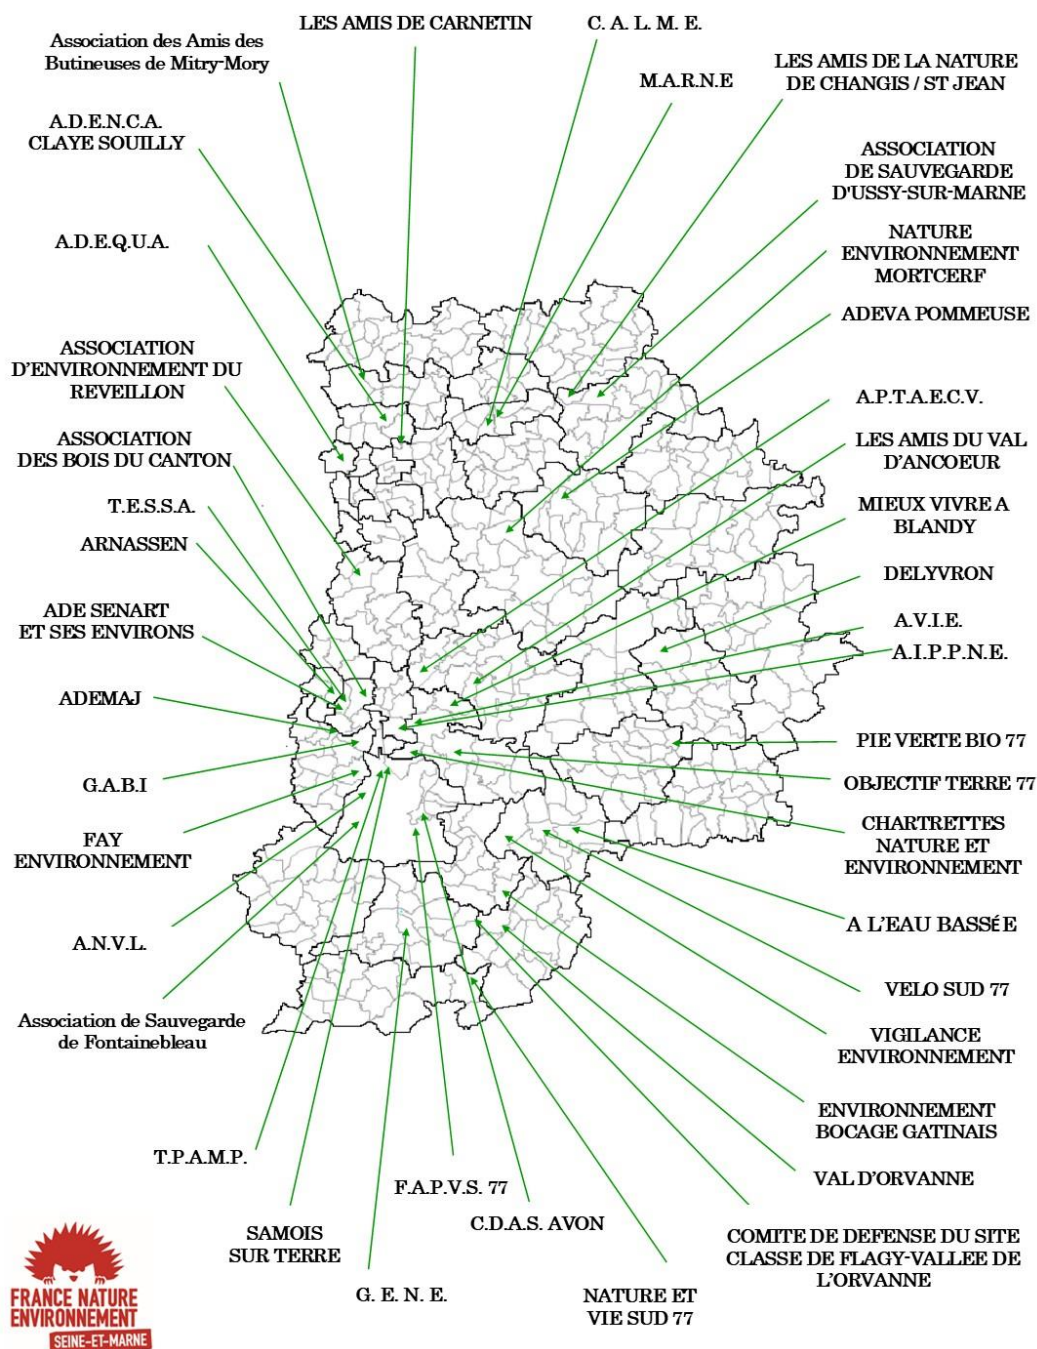 LES AMIS DE CARNETIN
C. A. L. M. E.
Association des Amis des
Butineuses de Mitry-Mory
M.A.R.N.E
LES AMIS DE LA NATURE
DE CHANGIS / ST JEAN
A.D.E.N.C.A.
CLAYE SOUILLY
ASSOCIATION
DE SAUVEGARDE
D'USSY-SUR-MARNE
A.D.E.Q.U.A.
NATURE
ENVIRONNEMENT
MORTCERF
ADEVA POMMEUSE
ASSOCIATION
D'ENVIRONNEMENT DU
REVEILLON
A.P.T.A.E.C.V.
ASSOCIATION
DES BOIS DU CANTON
LES AMIS DU VAL
D'ANCOEUR
T.E.S.S.A.
MIEUX VIVRE A
BLANDY
ARNASSEN
DELYVRON
ADE SENART
ET SES ENVIRONS
A.V.I.E.
A.I.P.P.N.E.
ADEMAJ
PIE VERTE BIO 77
G.A.B.I
OBJECTIF TERRE 77
FAY
ENVIRONNEMENT
CHARTRETTES
NATURE ET
ENVIRONNEMENT
A.N.V.L.
A L'EAU BASSÉE
VELO SUD 77
Association de Sauvegarde
de Fontainebleau
VIGILANCE
ENVIRONNEMENT
ENVIRONNEMENT
BOCAGE GATINAIS
T.P.A.M.P.
VAL D'ORVANNE
F.A.P.V.S. 77
C.D.A.S. AVON
SAMOIS
SUR TERRE
COMITE DE DEFENSE DU SITE
CLASSE DE FLAGY-VALLEE DE
L'ORVANNE
G. E. N. E.
NATURE ET
VIE SUD 77
FRANCE NATURE
ENVIRONNEMENT
SEINE-ET-MARNE